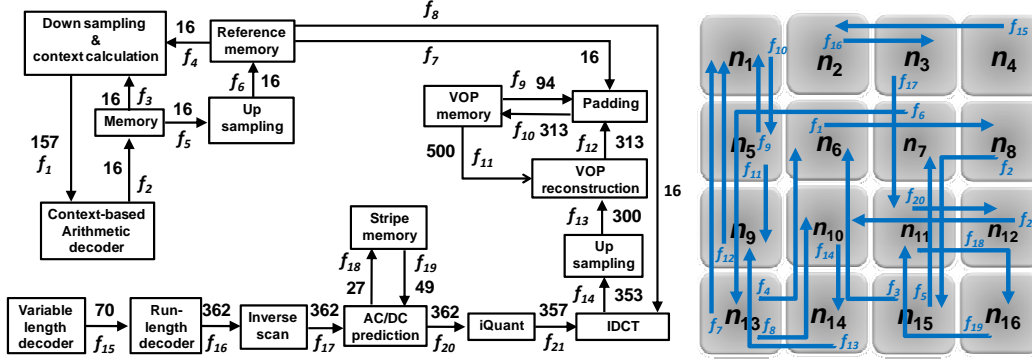 f8
Down sampling
&
context calculation
16
f4
Reference
memory
f7
16
f3
16
f6
16
Memory
16
f5
Up
sampling
157
f1
16
f2
Context-based
Arithmetic
decoder
VOP
memory
f9 94
16
Padding
f10 313
500
f11
f12
313
VOP
reconstruction
16
f13
300
Stripe
memory
Up
sampling
f18
27
f19
49
f14
353
Variable
length
decoder
70
f15
Run-
length
decoder
362
f16
Inverse
scan
362
f17
AC/DC
prediction
362
f20
iQuant
357
f21
IDCT
n1
f10
f16
n2
n3
f15
n4
f17
n5
f9
f1
n6
f6
n7
n8
f2
f11
n9
f12
n10
f14
f20
n11
f2
n12
f18
f4
n13
f7
f8
n14
f13
f3
f5
n15
f19
n16